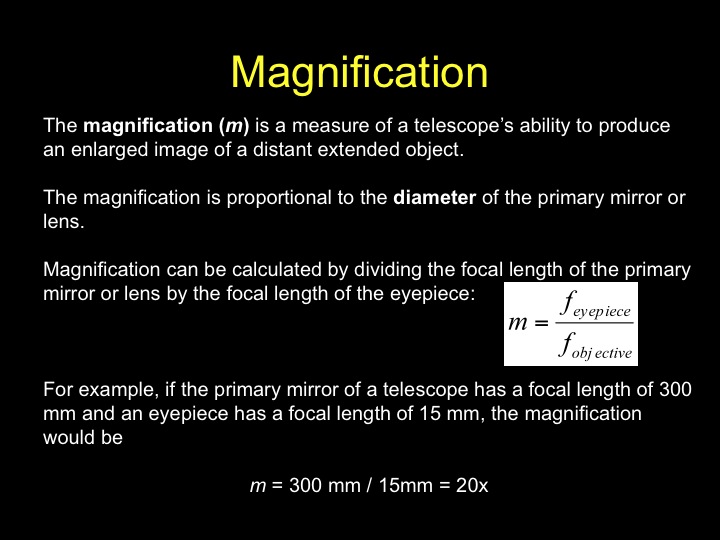 Magnification
The magnification (m) is a measure of a telescope’s ability to produce
an enlarged image of a distant extended object.
The magnification is proportional to the diameter of the primary mirror or
lens.
Magnification can be calculated by dividing the focal length of the primary
mirror or lens by the focal length of the eyepiece:
m = f eyepiece / f objective
For example, if the primary mirror of a telescope has a focal length of 300
mm and an eyepiece has a focal length of 15 mm, the magnification
would be
m = 300 mm / 15mm = 20x